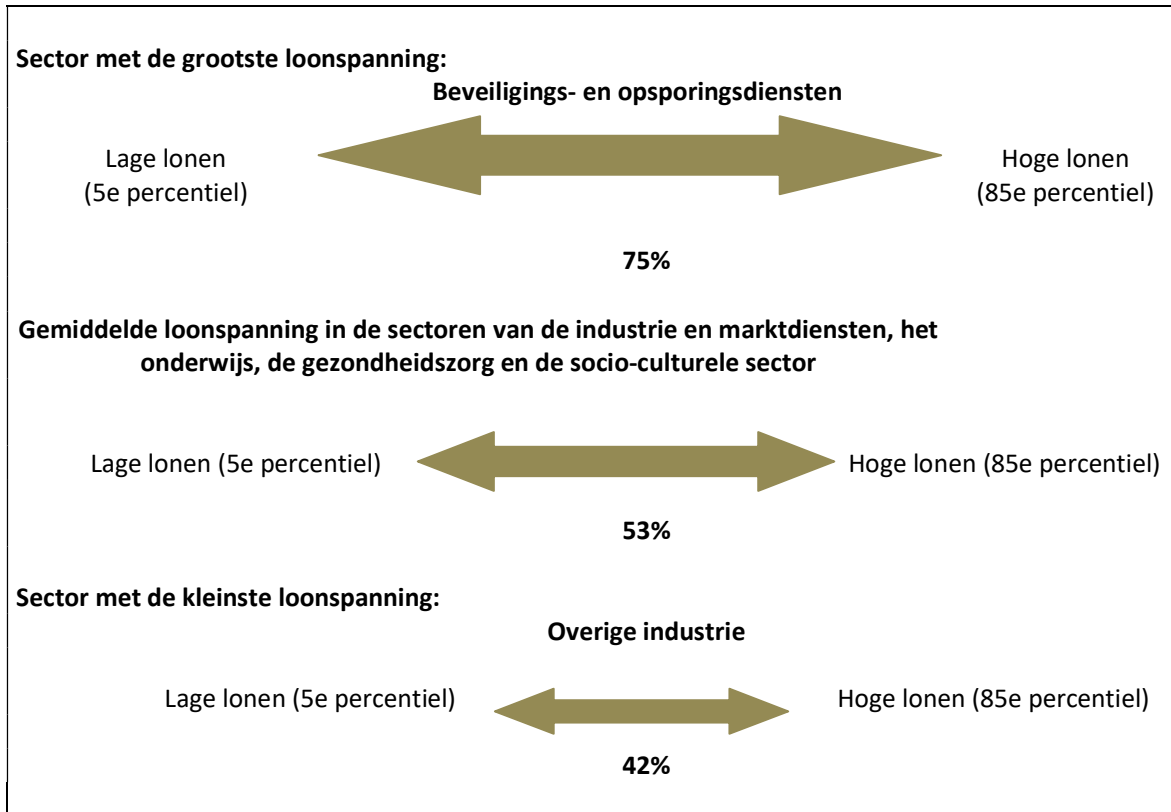 Sector met de grootste loonspanning:
Beveiligings- en opsporingsdiensten
Lage lonen
(5e percentiel)
Hoge lonen
(85e percentiel)
75%
Gemiddelde loonspanning in de sectoren van de industrie en marktdiensten, het
onderwijs, de gezondheidszorg en de socio-culturele sector
Lage lonen (5e percentiel)
Hoge lonen (85e percentiel)
53%
Sector met de kleinste loonspanning:
Overige industrie
Lage lonen (5e percentiel)
Hoge lonen (85e percentiel)
42%